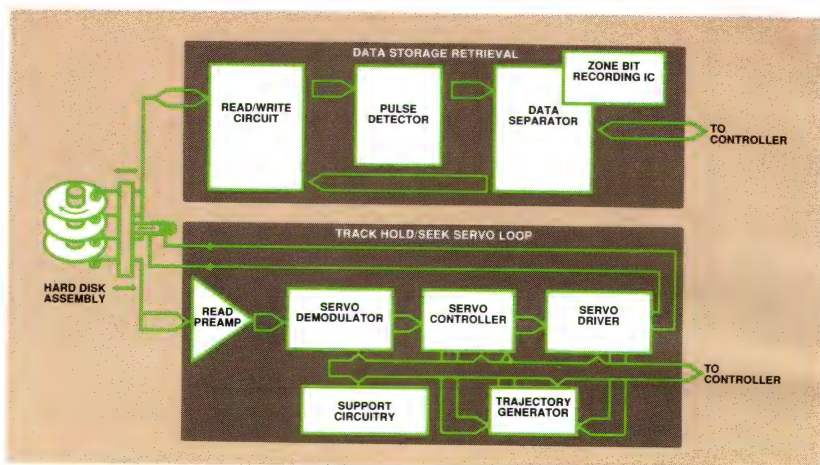 DATA STORAGE RETRIEVAL
ZONE BIT
RECORDING IC
READ/WRITE
CIRCUIT
PULSE
DETECTOR
DATA
SEPARATOR
TO
CONTROLLER
TRACK HOLD/SEEK SERVO LOOP
HARD DISK
ASSEMBLY
READ
PREAMP
SERVO
DEMODULATOR
SERVO
CONTROLLER
SERVO
DRIVER
TO
CONTROLLER
SUPPORT
CIRCUITRY
TRAJECTORY
GENERATOR